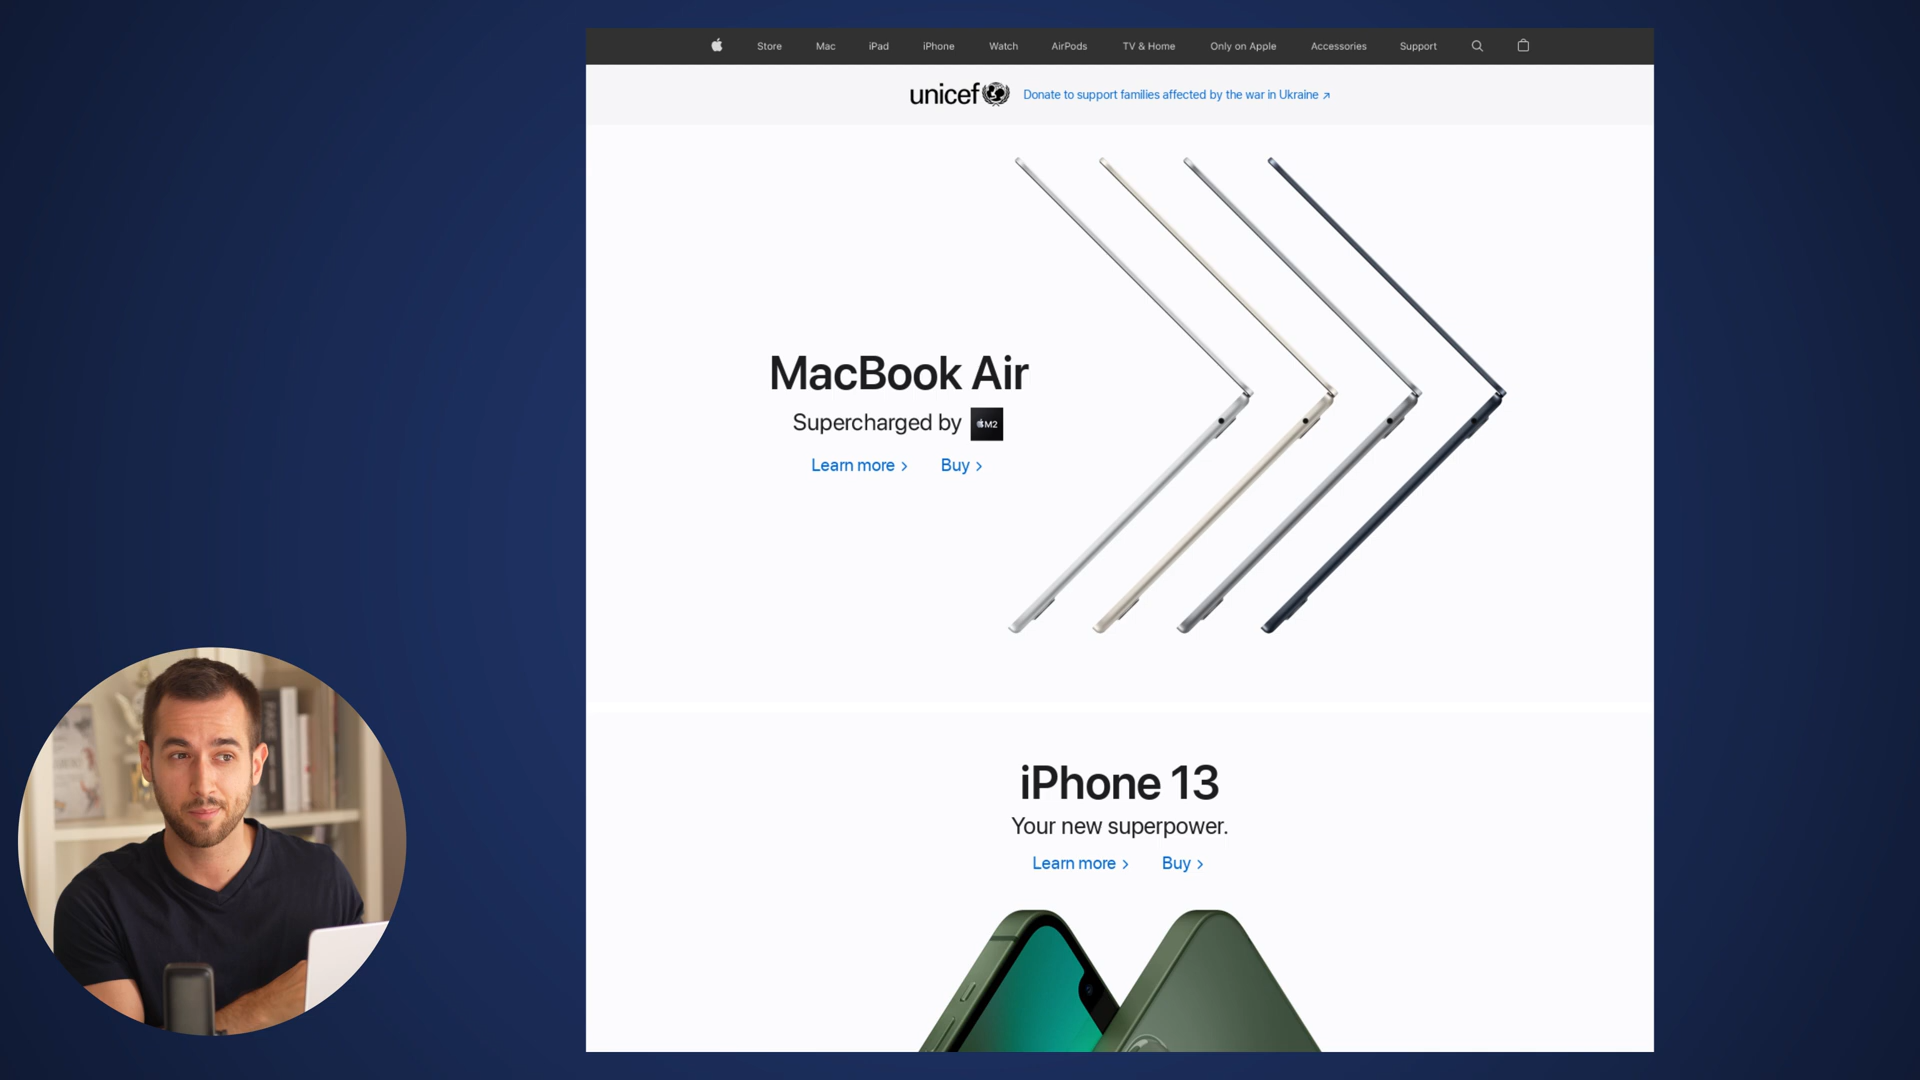 Store Mac iPad iPhone Watch AirPods TV & Home Only on Apple Accessories Support
unicef Donate to support families affected by the war in Ukraine ↗
MacBook Air
Supercharged by M2
Learn more > Buy >
iPhone 13
Your new superpower.
Learn more > Buy >